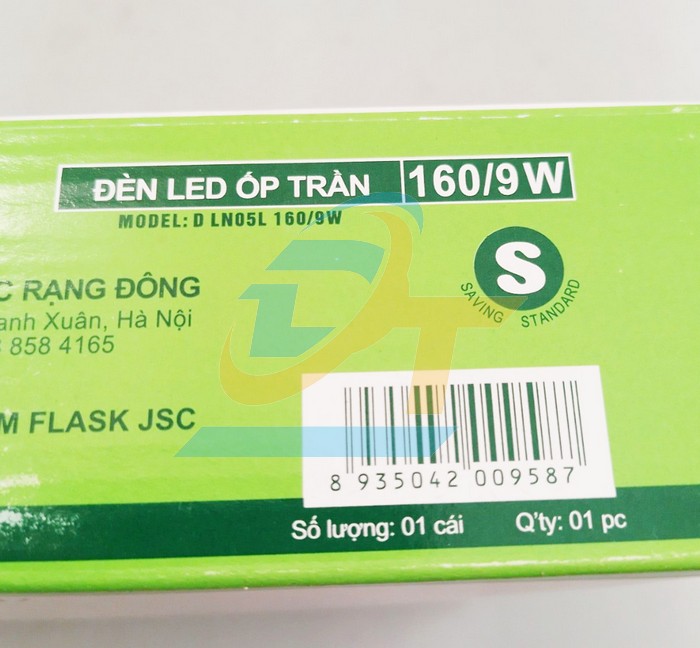 ĐÈN LED ỐP TRẦN 160/9W
MODEL: D LN05L 160/9W
S
SAVING STANDARD
C RẠNG ĐÔNG
anh Xuân, Hà Nội
858 4165
M FLASK JSC
8 935042 009587
Số lượng: 01 cái Q'ty: 01 pc